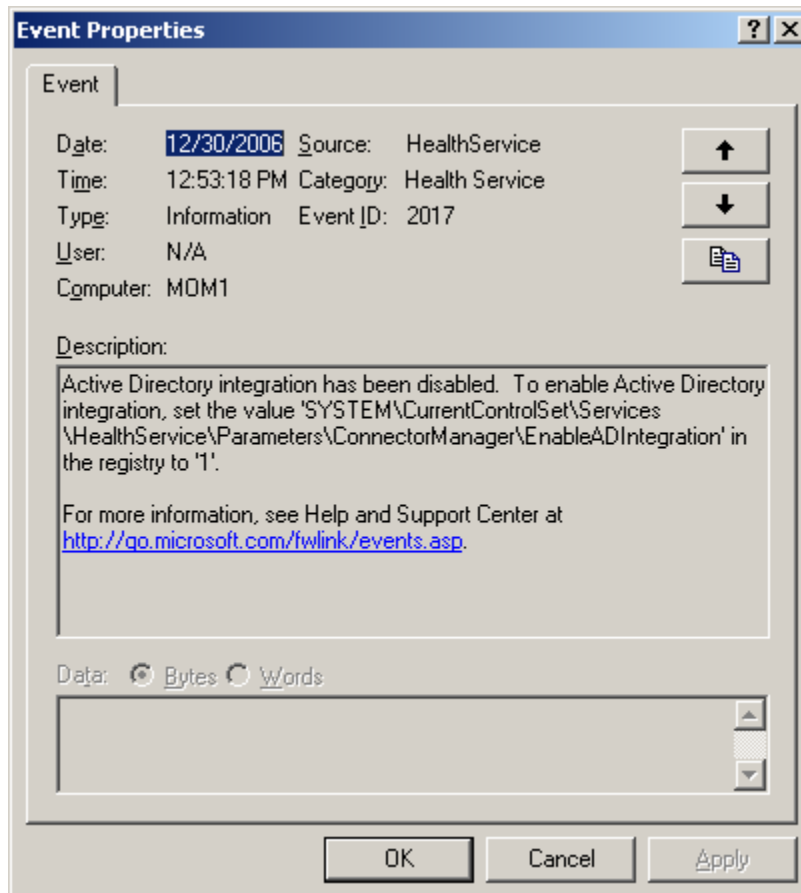 Event Properties
Event
Date: 12/30/2006 Source: HealthService
Time: 12:53:18 PM Category: Health Service
Type: Information Event ID: 2017
User: N/A
Computer: MOM1
Description:
Active Directory integration has been disabled.  To enable Active Directory
integration, set the value 'SYSTEM\CurrentControlSet\Services
\HealthService\Parameters\ConnectorManager\EnableADIntegration' in
the registry to '1'.
For more information, see Help and Support Center at
http://go.microsoft.com/fwlink/events.asp.
Data: Bytes Words
OK Cancel Apply